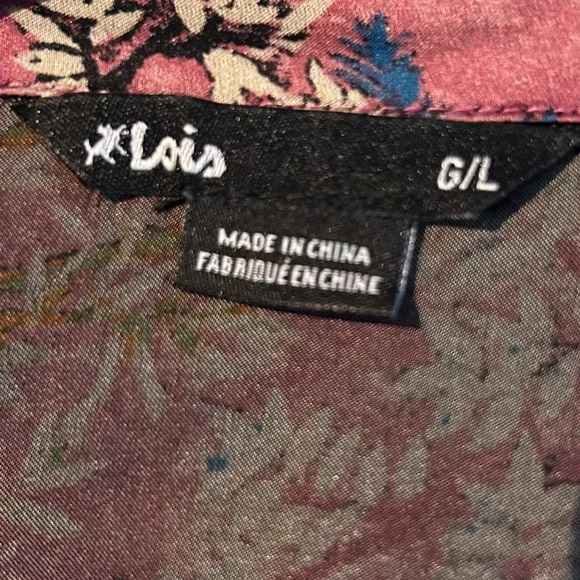 Lois
G/L
MADE IN CHINA
FABRIQUÉ EN CHINE